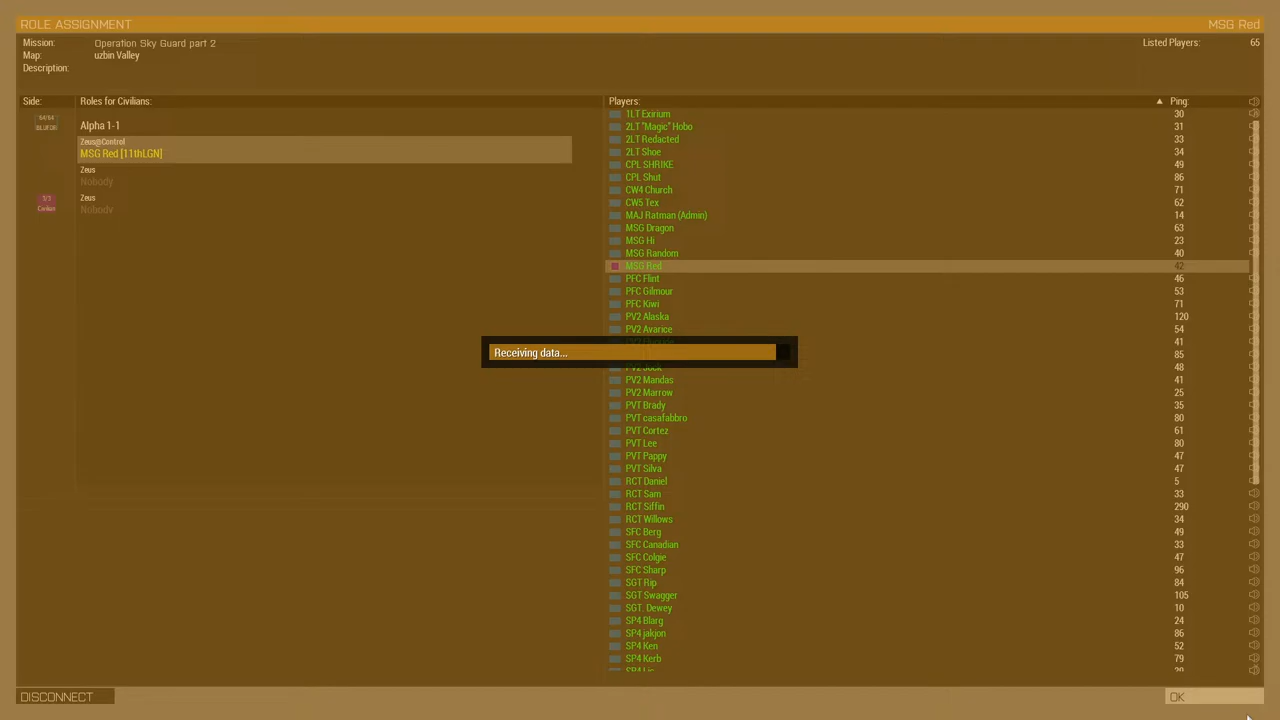 ROLE ASSIGNMENT MSG Red
Mission: Operation Sky Guard part 2 Listed Players: 65
Map: uzbin Valley
Description:
Side: Roles for Civilians: Players: Ping:
64/64
BLUFOR
Alpha 1-1
Zeus@Control
MSG Red [11thLGN]
Zeus
Nobody
3/3
Civilian
Zeus
Nobody
1LT Exirium 30
2LT "Magic" Hobo 31
2LT Redacted 33
2LT Shoe 34
CPL SHRIKE 49
CPL Shut 86
CW4 Church 71
CW5 Tex 62
MAJ Ratman (Admin) 14
MSG Dragon 63
MSG Hi 23
MSG Random 40
MSG Red 42
PFC Flint 46
PFC Gilmour 53
PFC Kiwi 71
PV2 Alaska 120
PV2 Avarice 54
41
Receiving data...
85
48
PV2 Mandas 41
PV2 Marrow 25
PVT Brady 35
PVT casafabbro 80
PVT Cortez 61
PVT Lee 80
PVT Pappy 47
PVT Silva 47
RCT Daniel 5
RCT Sam 33
RCT Siffin 290
RCT Willows 34
SFC Berg 49
SFC Canadian 33
SFC Colgie 47
SFC Sharp 96
SGT Rip 84
SGT Swagger 105
SGT. Dewey 10
SP4 Blarg 24
SP4 jakjon 86
SP4 Ken 52
SP4 Kerb 79
DISCONNECT OK